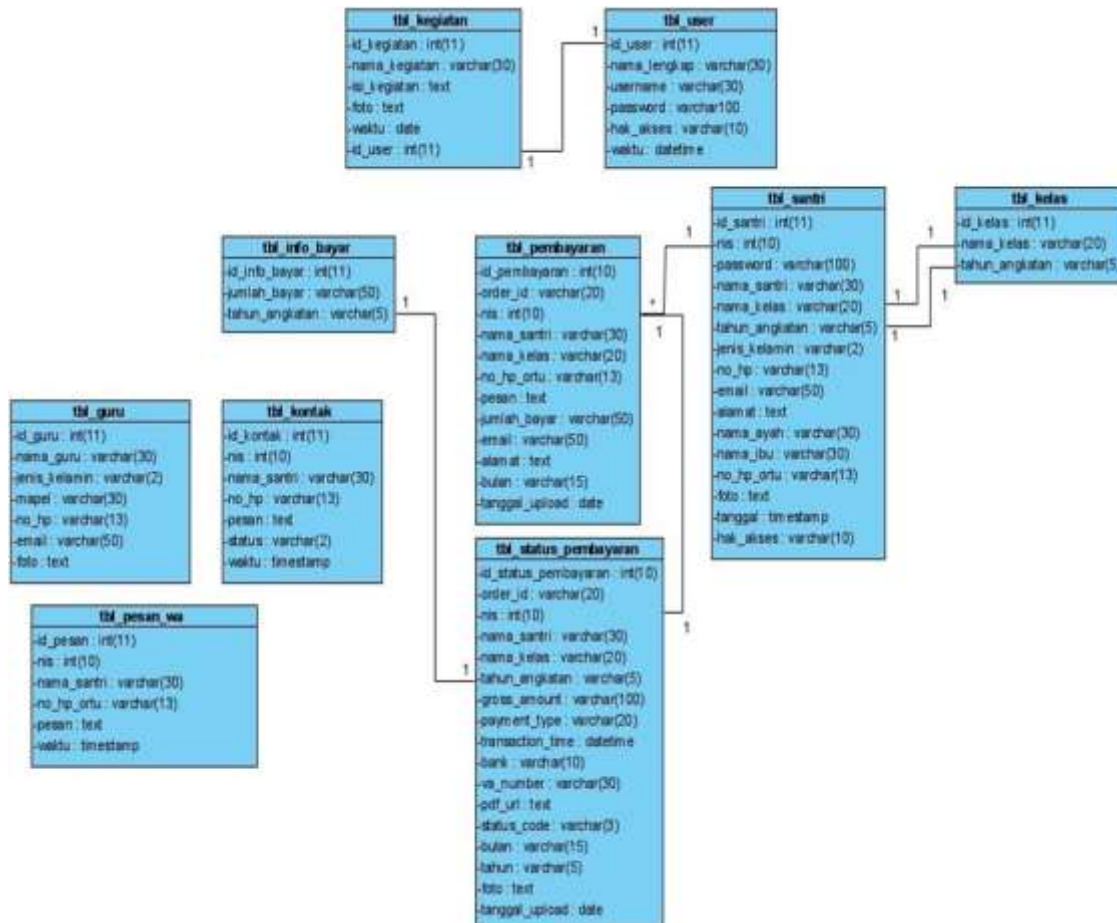 tbl_kegiatan
-id_kegiatan : int(11)
-nama_kegiatan : varchar(30)
-isi_kegiatan : text
-foto : text
-waktu : date
-id_user : int(11)
1
1
tbl_user
-id_user : int(11)
-nama_lengkap : varchar(30)
-username : varchar(30)
-password : varchar100
-hak_akses : varchar(10)
-waktu : datetime
tbl_info_bayar
-id_info_bayar : int(11)
-jumlah_bayar : varchar(50)
-tahun_angkatan : varchar(5)
1
tbl_pembayaran
-id_pembayaran : int(10)
-order_id : varchar(20)
-nis : int(10)
-nama_santri : varchar(30)
-nama_kelas : varchar(20)
-no_hp_ortu : varchar(13)
-pesan : text
-jumlah_bayar : varchar(50)
-email : varchar(50)
-alamat : text
-bulan : varchar(15)
-tanggal_upload : date
1
*
1
tbl_santri
-id_santri : int(11)
-nis : int(10)
-password : varchar(100)
-nama_santri : varchar(30)
-nama_kelas : varchar(20)
-tahun_angkatan : varchar(5)
-jenis_kelamin : varchar(2)
-no_hp : varchar(13)
-email : varchar(50)
-alamat : text
-nama_ayah : varchar(30)
-nama_ibu : varchar(30)
-no_hp_ortu : varchar(13)
-foto : text
-tanggal : timestamp
-hak_akses : varchar(10)
1
1
1
1
tbl_kelas
-id_kelas : int(11)
-nama_kelas : varchar(20)
-tahun_angkatan : varchar(5
tbl_guru
-id_guru : int(11)
-nama_guru : varchar(30)
-jenis_kelamin : varchar(2)
-mapel : varchar(30)
-no_hp : varchar(13)
-email : varchar(50)
-foto : text
tbl_kontak
-id_kontak : int(11)
-nis : int(10)
-nama_santri : varchar(30)
-no_hp : varchar(13)
-pesan : text
-status : varchar(2)
-waktu : timestamp
tbl_pesan_wa
-id_pesan : int(11)
-nis : int(10)
-nama_santri : varchar(30)
-no_hp_ortu : varchar(13)
-pesan : text
-waktu : timestamp
1
tbl_status_pembayaran
-id_status_pembayaran : int(10)
-order_id : varchar(20)
-nis : int(10)
-nama_santri : varchar(30)
-nama_kelas : varchar(20)
-tahun_angkatan : varchar(5)
-gross_amount : varchar(100)
-payment_type : varchar(20)
-transaction_time : datetime
-bank : varchar(10)
-va_number : varchar(30)
-pdf_url : text
-status_code : varchar(3)
-bulan : varchar(15)
-tahun : varchar(5)
-foto : text
-tanggal_upload : date
1